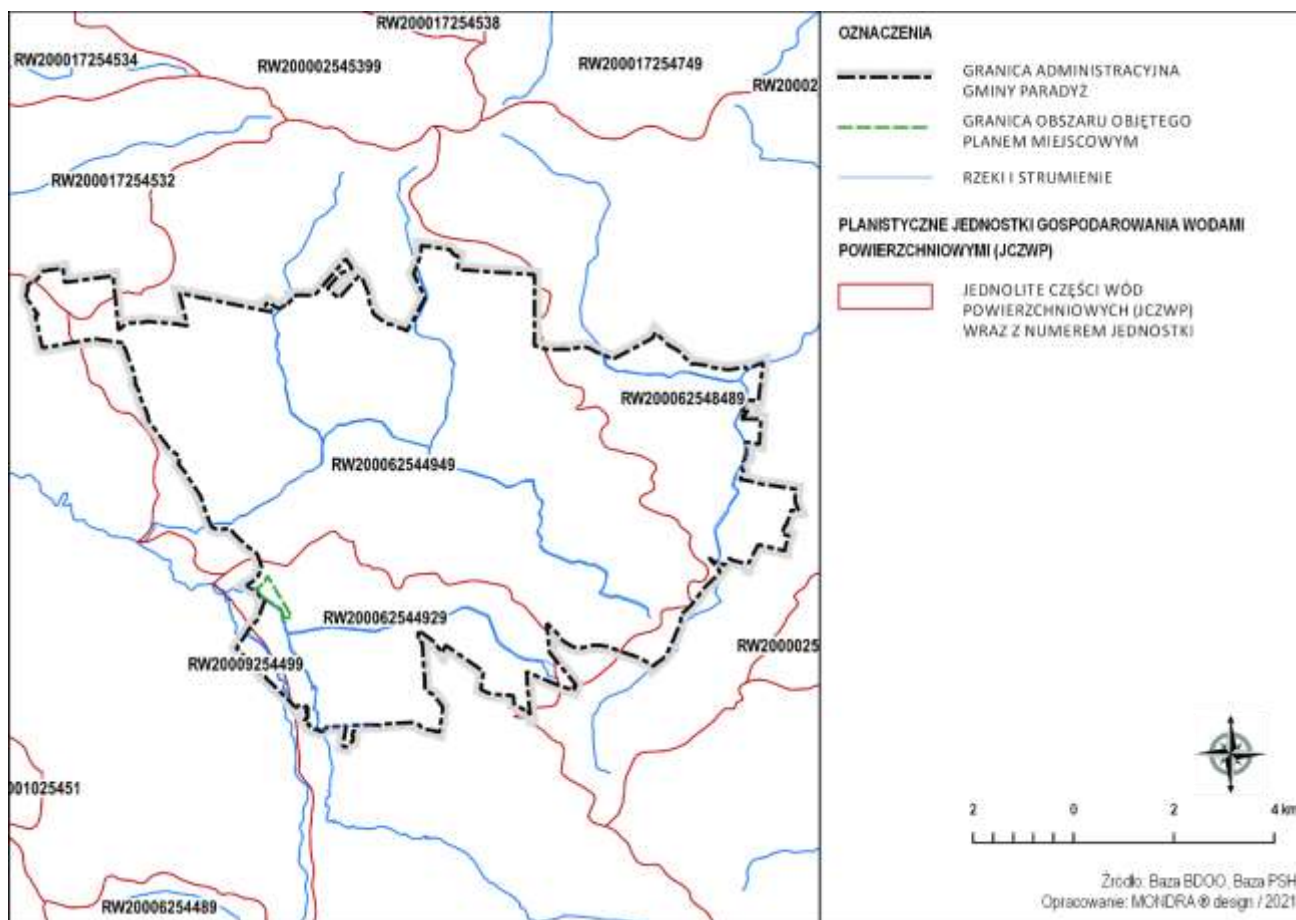 RW200017254538
RW200017254534
RW200002545399
RW200017254749
RW20002
RW200017254532
RW200062548489
RW200062544949
RW200062544929
RW20009254499
RW2000025
001025451
RW20006254489
OZNACZENIA
GRANICA ADMINISTRACYJNA
GMINY PARADYŻ
GRANICA OBSZARU OBJĘTEGO
PLANEM MIEJSCOWYM
RZEKI I STRUMIENIE
PLANISTYCZNE JEDNOSTKI GOSPODAROWANIA WODAMI
POWIERZCHNIOWYMI (JCZWP)
JEDNOLITE CZĘŚCI WÓD
POWIERZCHNIOWYCH (JCZWP)
WRAZ Z NUMEREM JEDNOSTKI
2 0 2 4 km
Źródło: Baza BDOO, Baza PSH
Opracowanie: MONDRA ® design / 2021